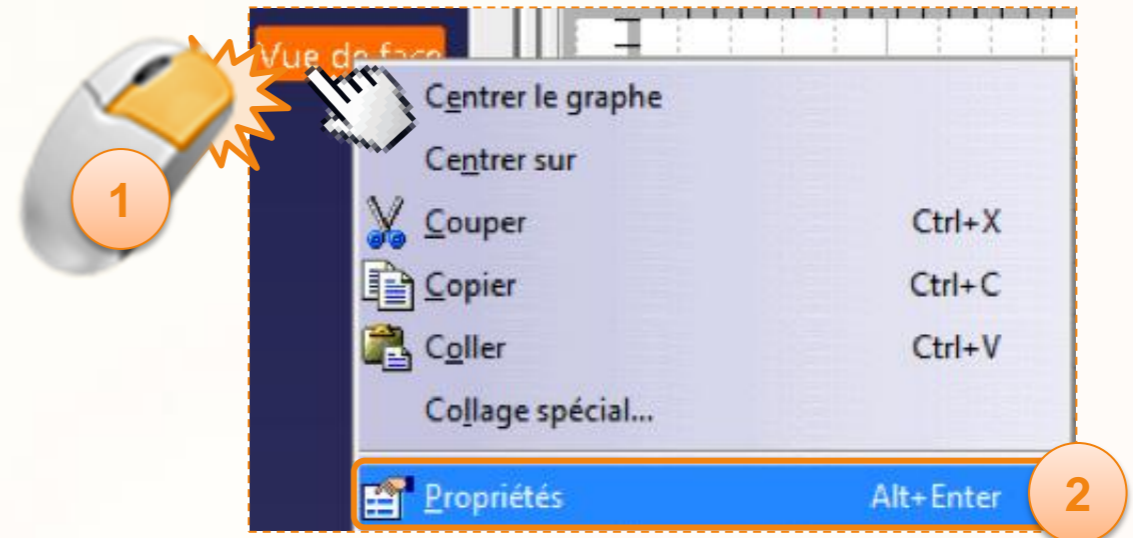 Vue de face
Centrer le graphe
Centrer sur
Couper Ctrl+X
Copier Ctrl+C
Coller Ctrl+V
Collage spécial...
Propriétés Alt+Enter
1
2